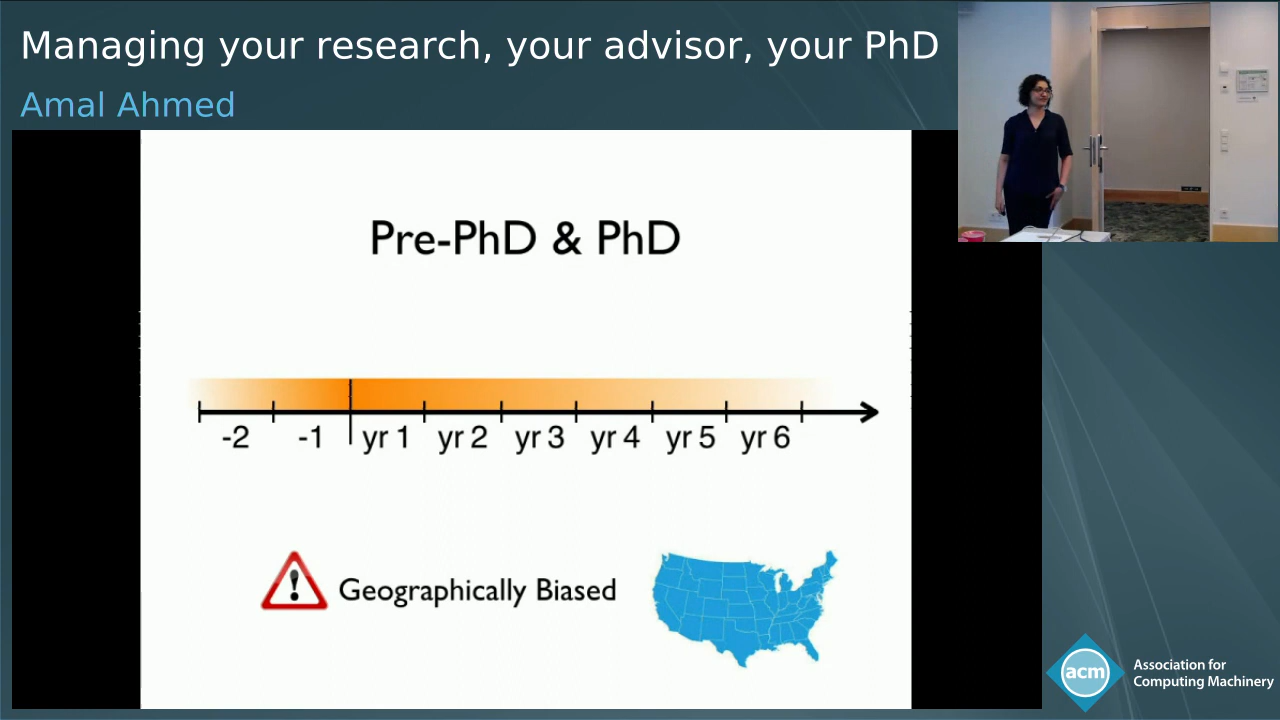 Managing your research, your advisor, your PhD
Amal Ahmed
Pre-PhD & PhD
-2 -1 yr 1 yr 2 yr 3 yr 4 yr 5 yr 6
! Geographically Biased
acm Association for
Computing Machinery